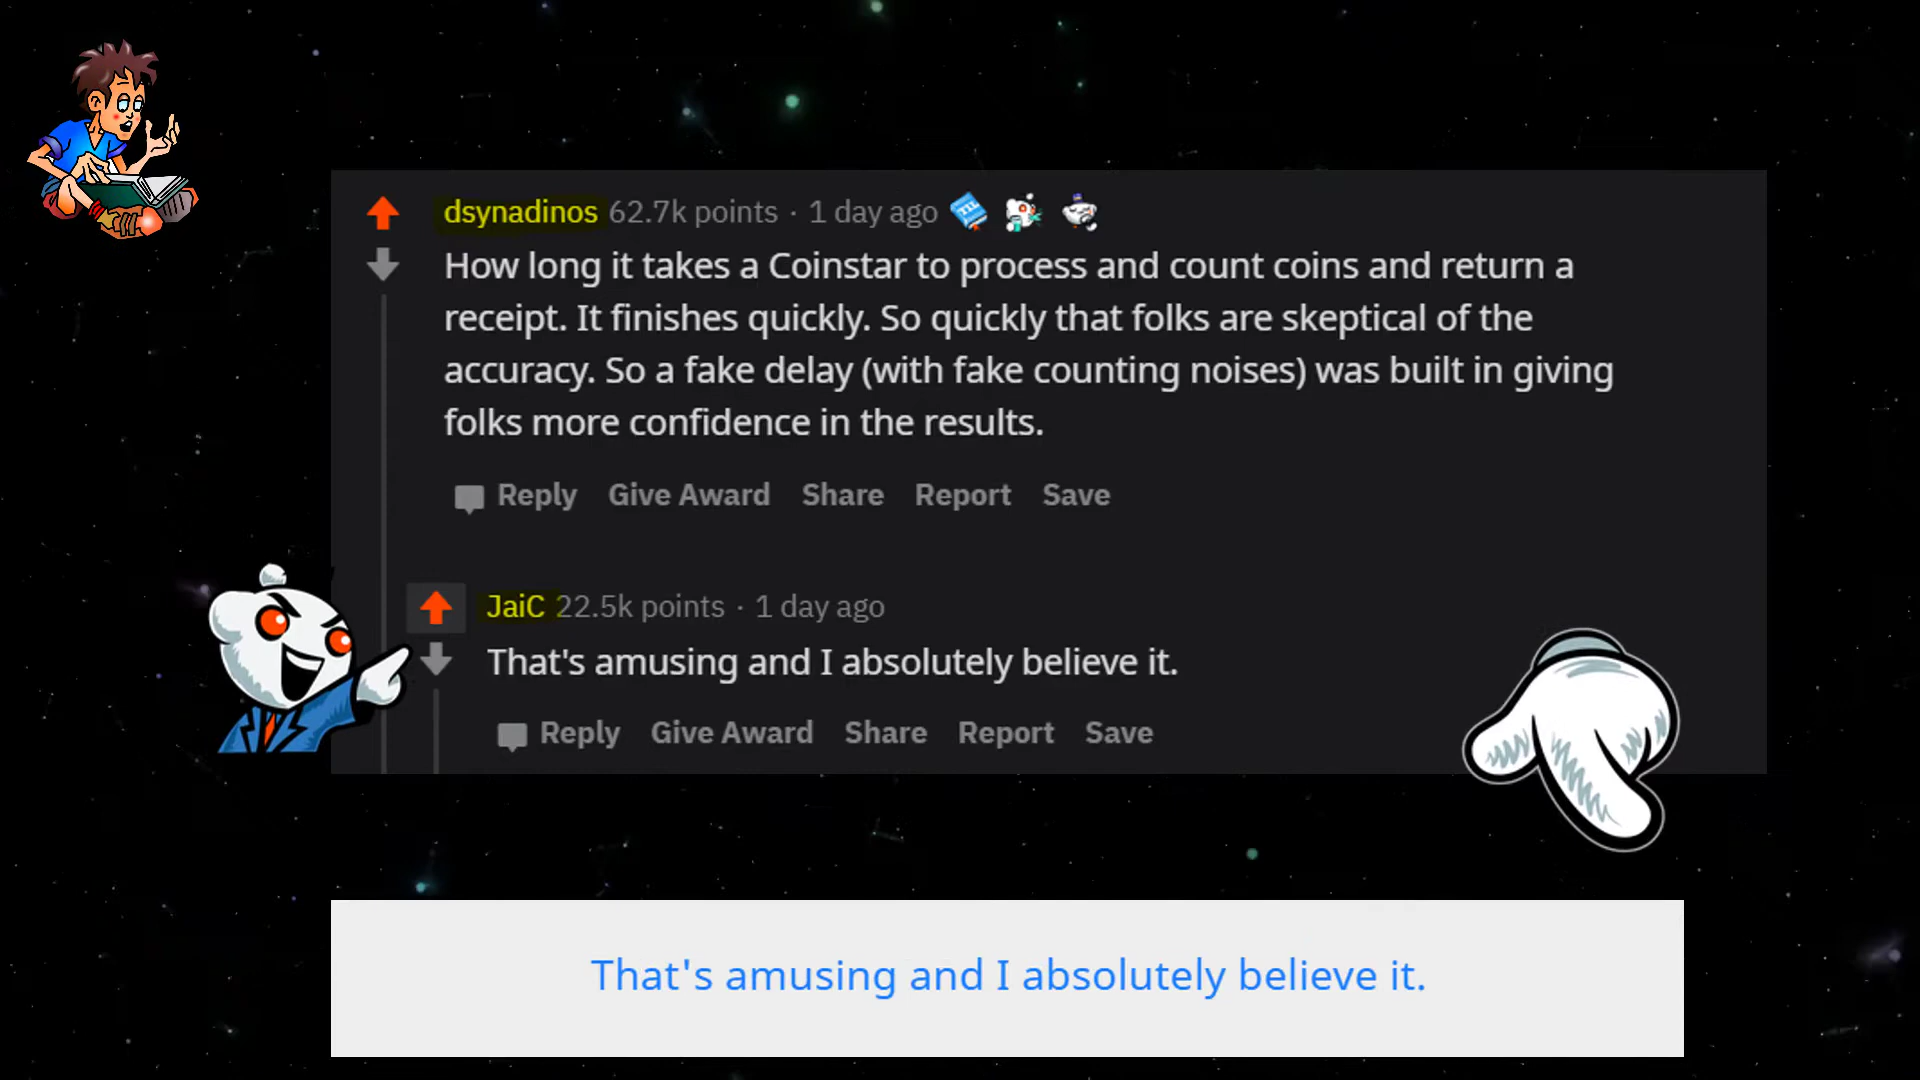 dsynadinos 62.7k points · 1 day ago
How long it takes a Coinstar to process and count coins and return a
receipt. It finishes quickly. So quickly that folks are skeptical of the
accuracy. So a fake delay (with fake counting noises) was built in giving
folks more confidence in the results.
Reply Give Award Share Report Save
JaiC 22.5k points · 1 day ago
That's amusing and I absolutely believe it.
Reply Give Award Share Report Save
That's amusing and I absolutely believe it.